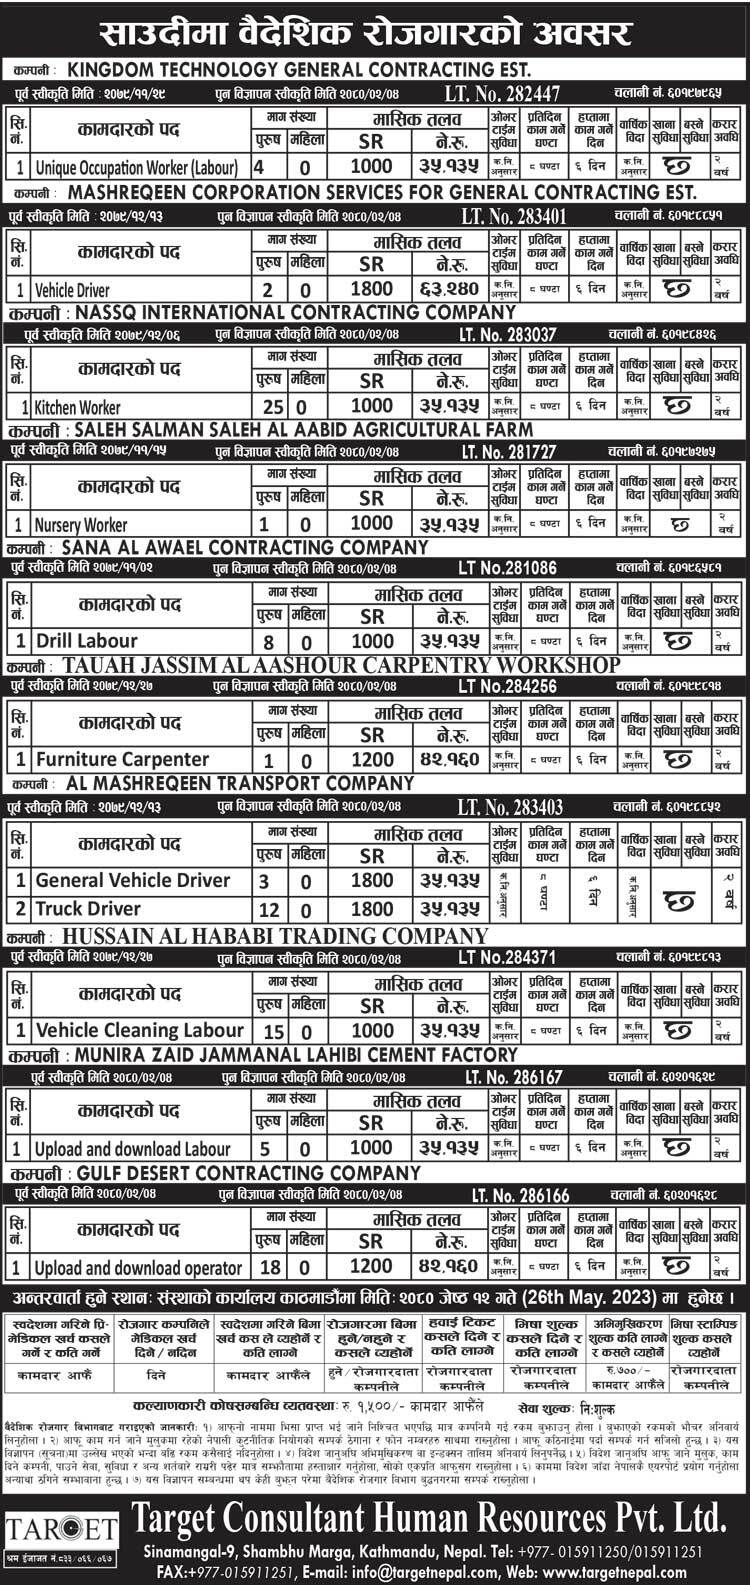 साउदीमा वैदेशिक रोजगारको अवसर
कम्पनी : KINGDOM TECHNOLOGY GENERAL CONTRACTING EST.
पूर्व स्वीकृति मिति : २०७९/११/२९ पुन विज्ञापन स्वीकृति मिति २०८०/०२/०४ LT. No. 282447 चलानी नं. ६०१९७९६५
सि. नं. कामदारको पद माग संख्या पुरुष महिला मासिक तलव SR ने.रु. ओभर टाईम सुविधा प्रतिदिन काम गर्ने घण्टा हप्तामा काम गर्ने दिन वार्षिक विदा खाना सुविधा बस्ने सुविधा करार अवधि
1 Unique Occupation Worker (Labour) 4 0 1000 ३५.१३५ क.नि. अनुसार ८ घण्टा ६ दिन क.नि. अनुसार छ २ वर्ष
कम्पनी : MASHREQEEN CORPORATION SERVICES FOR GENERAL CONTRACTING EST.
पूर्व स्वीकृति मिति : २०७९/१२/१३ पुन विज्ञापन स्वीकृति मिति २०८०/०२/०४ LT. No. 283401 चलानी नं. ६०१९८८५१
सि. नं. कामदारको पद माग संख्या पुरुष महिला मासिक तलव SR ने.रु. ओभर टाईम सुविधा प्रतिदिन काम गर्ने घण्टा हप्तामा काम गर्ने दिन वार्षिक विदा खाना सुविधा बस्ने सुविधा करार अवधि
1 Vehicle Driver 2 0 1800 ६३.२४० क.नि. अनुसार ८ घण्टा ६ दिन क.नि. अनुसार छ २ वर्ष
कम्पनी : NASSQ INTERNATIONAL CONTRACTING COMPANY
पूर्व स्वीकृति मिति २०७९/१२/०६ पुन विज्ञापन स्वीकृति मिति २०८०/०२/०४ LT. No. 283037 चलानी नं. ६०१९८४२६
सि. नं. कामदारको पद माग संख्या पुरुष महिला मासिक तलव SR ने.रु. ओभर टाईम सुविधा प्रतिदिन काम गर्ने घण्टा हप्तामा काम गर्ने दिन वार्षिक विदा खाना सुविधा बस्ने सुविधा करार अवधि
1 Kitchen Worker 25 0 1000 ३५.१३५ क.नि. अनुसार ८ घण्टा ६ दिन क.नि. अनुसार छ २ वर्ष
कम्पनी : SALEH SALMAN SALEH AL AABID AGRICULTURAL FARM
पूर्व स्वीकृति मिति २०७९/११/१५ पुन विज्ञापन स्वीकृति मिति २०८०/०२/०४ LT. No. 281727 चलानी नं. ६०१९७२७५
सि. नं. कामदारको पद माग संख्या पुरुष महिला मासिक तलव SR ने.रु. ओभर टाईम सुविधा प्रतिदिन काम गर्ने घण्टा हप्तामा काम गर्ने दिन वार्षिक विदा खाना सुविधा बस्ने सुविधा करार अवधि
1 Nursery Worker 1 0 1000 ३५.१३५ क.नि. अनुसार ८ घण्टा ६ दिन क.नि. अनुसार छ २ वर्ष
कम्पनी : SANA AL AWAEL CONTRACTING COMPANY
पूर्व स्वीकृति मिति २०७९/११/०२ पुन विज्ञापन स्वीकृति मिति २०८०/०२/०४ LT No.281086 चलानी नं. ६०१९६५८१
सि. नं. कामदारको पद माग संख्या पुरुष महिला मासिक तलव SR ने.रु. ओभर टाईम सुविधा प्रतिदिन काम गर्ने घण्टा हप्तामा काम गर्ने दिन वार्षिक विदा खाना सुविधा बस्ने सुविधा करार अवधि
1 Drill Labour 8 0 1000 ३५.१३५ क.नि. अनुसार ८ घण्टा ६ दिन क.नि. अनुसार छ २ वर्ष
कम्पनी : TAUAH JASSIM AL AASHOUR CARPENTRY WORKSHOP
पूर्व स्वीकृति मिति २०७९/१२/२७ पुन विज्ञापन स्वीकृति मिति २०८०/०२/०४ LT No.284256 चलानी नं. ६०१९९८१४
सि. नं. कामदारको पद माग संख्या पुरुष महिला मासिक तलव SR ने.रु. ओभर टाईम सुविधा प्रतिदिन काम गर्ने घण्टा हप्तामा काम गर्ने दिन वार्षिक विदा खाना सुविधा बस्ने सुविधा करार अवधि
1 Furniture Carpenter 1 0 1200 ४२.१६० क.नि. अनुसार ८ घण्टा ६ दिन क.नि. अनुसार छ २ वर्ष
कम्पनी : AL MASHREQEEN TRANSPORT COMPANY
पूर्व स्वीकृति मिति : २०७९/१२/१३ पुन विज्ञापन स्वीकृति मिति २०८०/०२/०४ LT. No. 283403 चलानी नं. ६०१९८८५२
सि. नं. कामदारको पद माग संख्या पुरुष महिला मासिक तलव SR ने.रु. ओभर टाईम सुविधा प्रतिदिन काम गर्ने घण्टा हप्तामा काम गर्ने दिन वार्षिक विदा खाना सुविधा बस्ने सुविधा करार अवधि
1 General Vehicle Driver 3 0 1800 ३५.१३५ क.नि अनुसार ८ घण्टा ६ दिन क.नि अनुसार छ २ वर्ष
2 Truck Driver 12 0 1800 ३५.१३५
कम्पनी : HUSSAIN AL HABABI TRADING COMPANY
पूर्व स्वीकृति मिति २०७९/१२/२७ पुन विज्ञापन स्वीकृति मिति २०८०/०२/०४ LT No.284371 चलानी नं. ६०१९९८१३
सि. नं. कामदारको पद माग संख्या पुरुष महिला मासिक तलव SR ने.रु. ओभर टाईम सुविधा प्रतिदिन काम गर्ने घण्टा हप्तामा काम गर्ने दिन वार्षिक विदा खाना सुविधा बस्ने सुविधा करार अवधि
1 Vehicle Cleaning Labour 15 0 1000 ३५.१३५ क.नि. अनुसार ८ घण्टा ६ दिन क.नि. अनुसार छ २ वर्ष
कम्पनी : MUNIRA ZAID JAMMANAL LAHIBI CEMENT FACTORY
पूर्व स्वीकृति मिति २०८०/०२/०४ पुन विज्ञापन स्वीकृति मिति २०८०/०२/०४ LT. No. 286167 चलानी नं. ६०२०१६२९
सि. नं. कामदारको पद माग संख्या पुरुष महिला मासिक तलव SR ने.रु. ओभर टाईम सुविधा प्रतिदिन काम गर्ने घण्टा हप्तामा काम गर्ने दिन वार्षिक विदा खाना सुविधा बस्ने सुविधा करार अवधि
1 Upload and download Labour 5 0 1000 ३५.१३५ क.नि. अनुसार ८ घण्टा ६ दिन क.नि. अनुसार छ २ वर्ष
कम्पनी : GULF DESERT CONTRACTING COMPANY
पूर्व स्वीकृति मिति २०८०/०२/०४ पुन विज्ञापन स्वीकृति मिति २०८०/०२/०४ LT. No. 286166 चलानी नं. ६०२०१६२८
सि. नं. कामदारको पद माग संख्या पुरुष महिला मासिक तलव SR ने.रु. ओभर टाईम सुविधा प्रतिदिन काम गर्ने घण्टा हप्तामा काम गर्ने दिन वार्षिक विदा खाना सुविधा बस्ने सुविधा करार अवधि
1 Upload and download operator 18 0 1200 ४२.१६० क.नि. अनुसार ८ घण्टा ६ दिन क.नि. अनुसार छ २ वर्ष
अन्तरवार्ता हुने स्थानः संस्थाको कार्यालय काठमाडौंमा मितिः २०८० जेष्ठ १२ गते (26th May. 2023) मा हुनेछ ।
स्वदेशमा गरिने प्रि-मेडिकल खर्च कसले गर्ने र कति गर्ने रोजगार कम्पनिले मेडिकल खर्च दिने / नदिन स्वदेशमा गरिने बिमा खर्च कस ले व्यहोर्ने र कति लाग्ने रोजगारमा बिमा हुने/नहुने र कसले व्यहोर्ने हवाई टिकट कसले दिने र कति लाग्ने भिषा शुल्क कसले दिने र कति लाग्ने अभिमुखिकरण शुल्क कति लाग्ने र कसले व्यहोर्ने भिषा स्टाम्पिङ शुल्क कसले व्यहोर्ने
कामदार आफैं दिने कामदार आफैंले हुने / रोजगारदाता कम्पनीले रोजगारदाता कम्पनीले रोजगारदाता कम्पनीले रु.७००/- कामदार आफैंले रोजगारदाता कम्पनीले
कल्याणकारी कोषसम्बन्धि व्यवस्थाः रु. १,५००/- कामदार आफैंले सेवा शुल्कः निःशुल्क
वैदेशिक रोजगार विभागबाट गराइएको जानकारी: १) आफुनो नाममा भिसा प्राप्त भई जाने निश्चित भएपछि मात्र कम्पनिमै गई रकम बुझाउनु होला । बुझाएको रकमको भौचर अनिवार्य
लिनुहोला । २) आफू काम गर्न जाने मुलुकमा रहेको नेपाली कुटनीतिक नियोगको सम्पर्क ठेगाना र फोन नम्बरहरु साथमा राख्नुहोला । आफू कठिनाईमा पर्दा सम्पर्क गर्न सजिलो हुन्छ । ३) यस
विज्ञापन (सूचना)मा उल्लेख भएको भन्दा बढि रकम कसैलाई नदिनुहोला । ४) विदेश जानुअघि अभिमुखिकरण वा इन्डक्सन तालिम अनिवार्य लिनुपर्नेछ । ५) विदेश जानुअघि आफू जाने मुलुक, काम
दिने कम्पनी, पाउने सेवा, सुविधा र अन्य शर्तबारे राम्ररी पढेर मात्र सम्झौतामा हस्ताक्षर गर्नुहोला, सोको एकप्रति आफूसंग राख्नुहोला । ६) काममा विदेश जाँदा नेपालकै एयरपोर्ट प्रयोग गर्नुहोला
अन्यथा ठगिने सम्भावना हुन्छ । ७) यस विज्ञापन सम्बन्धमा थप केही बुझ्नु परेमा वैदेशिक रोजगार विभाग बुद्धनगरमा सम्पर्क राख्नुहोला ।
TARGET
श्रम ईजाजत नं.८३३/०६६/०६७
Target Consultant Human Resources Pvt. Ltd.
Sinamangal-9, Shambhu Marga, Kathmandu, Nepal. Tel: +977- 015911250/015911251
FAX:+977-015911251, E-mail: info@targetnepal.com, Web: www.targetnepal.com